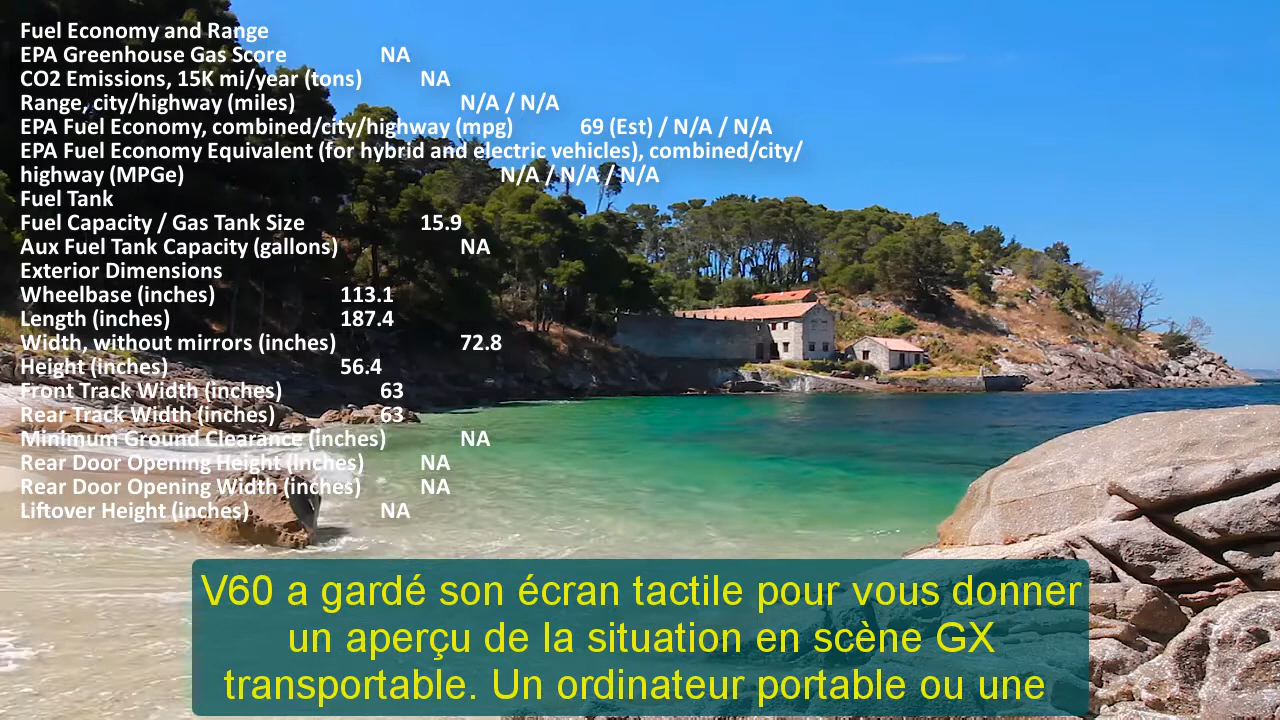 Fuel Economy and Range
EPA Greenhouse Gas Score NA
CO2 Emissions, 15K mi/year (tons) NA
Range, city/highway (miles) N/A / N/A
EPA Fuel Economy, combined/city/highway (mpg) 69 (Est) / N/A / N/A
EPA Fuel Economy Equivalent (for hybrid and electric vehicles), combined/city/
highway (MPGe) N/A / N/A / N/A
Fuel Tank
Fuel Capacity / Gas Tank Size 15.9
Aux Fuel Tank Capacity (gallons) NA
Exterior Dimensions
Wheelbase (inches) 113.1
Length (inches) 187.4
Width, without mirrors (inches) 72.8
Height (inches) 56.4
Front Track Width (inches) 63
Rear Track Width (inches) 63
Minimum Ground Clearance (inches) NA
Rear Door Opening Height (inches) NA
Rear Door Opening Width (inches) NA
Liftover Height (inches) NA
V60 a gardé son écran tactile pour vous donner
un aperçu de la situation en scène GX
transportable. Un ordinateur portable ou une